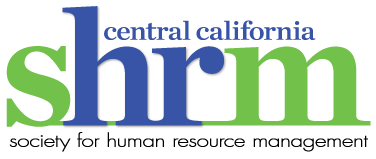 central california
shrm
society for human resource management